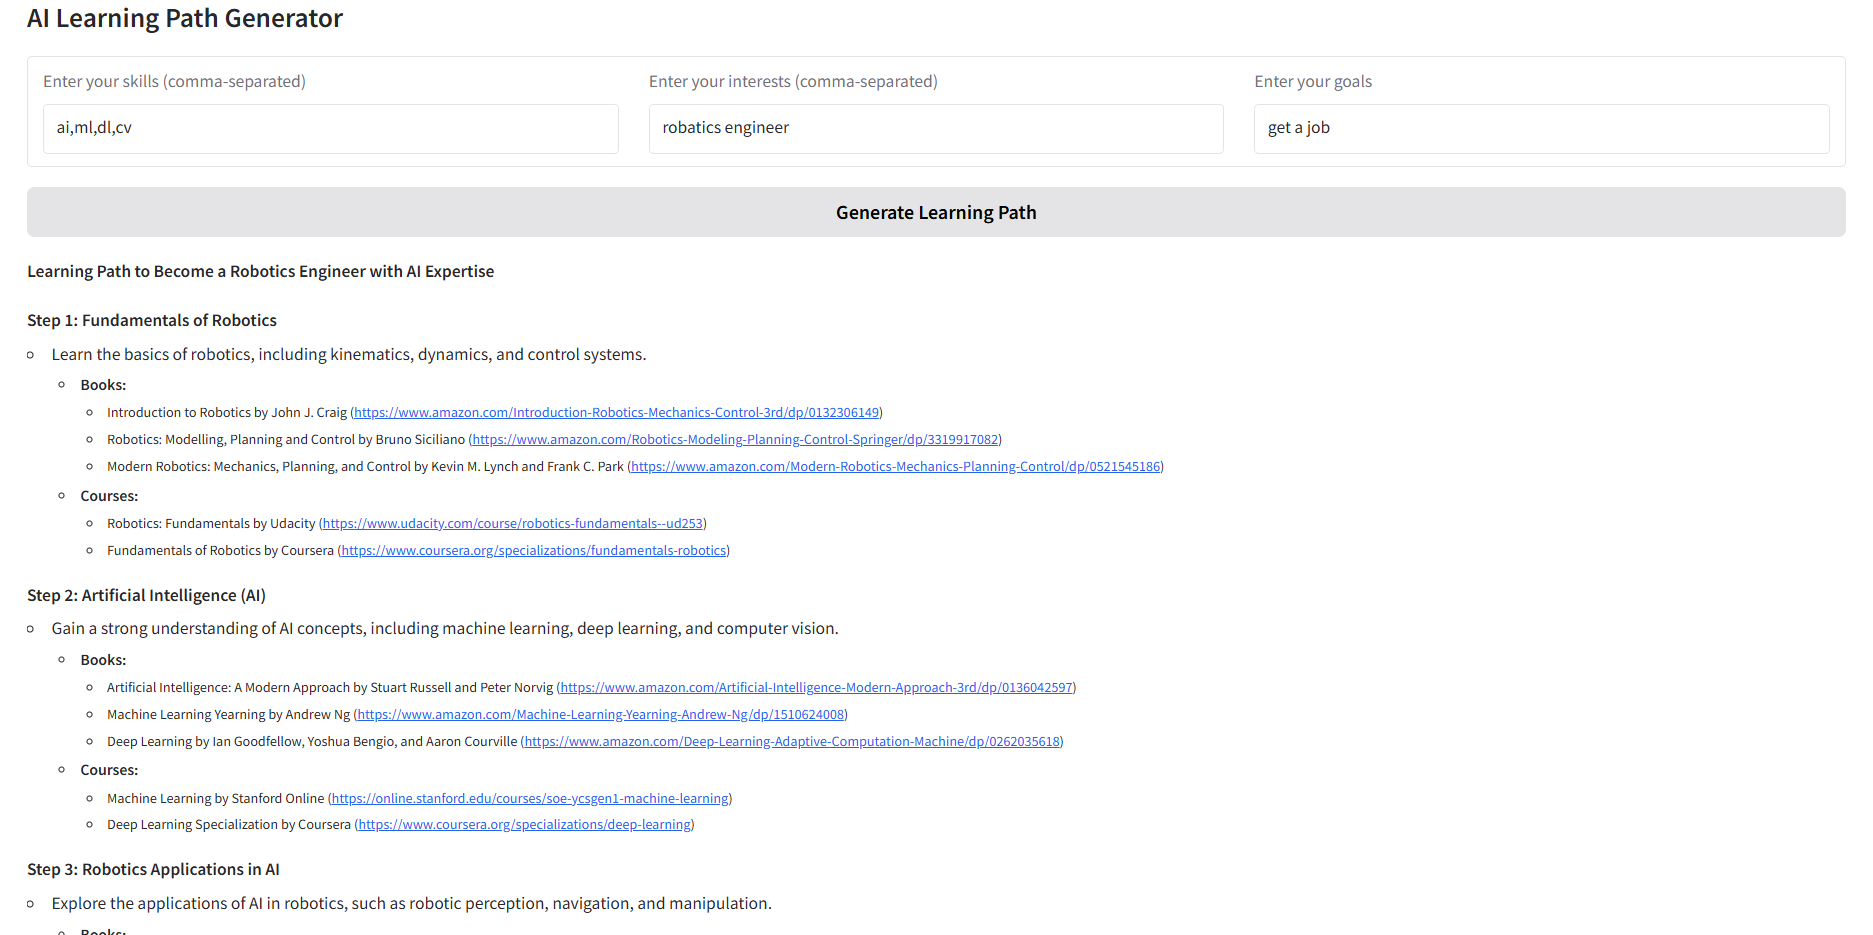 AI Learning Path Generator
Enter your skills (comma-separated)
Enter your interests (comma-separated)
Enter your goals
ai,ml,dl,cv
robatics engineer
get a job
Generate Learning Path
Learning Path to Become a Robotics Engineer with AI Expertise
Step 1: Fundamentals of Robotics
Learn the basics of robotics, including kinematics, dynamics, and control systems.
Books:
Introduction to Robotics by John J. Craig (https://www.amazon.com/Introduction-Robotics-Mechanics-Control-3rd/dp/0132306149)
Robotics: Modelling, Planning and Control by Bruno Siciliano (https://www.amazon.com/Robotics-Modeling-Planning-Control-Springer/dp/3319917082)
Modern Robotics: Mechanics, Planning, and Control by Kevin M. Lynch and Frank C. Park (https://www.amazon.com/Modern-Robotics-Mechanics-Planning-Control/dp/0521545186)
Courses:
Robotics: Fundamentals by Udacity (https://www.udacity.com/course/robotics-fundamentals--ud253)
Fundamentals of Robotics by Coursera (https://www.coursera.org/specializations/fundamentals-robotics)
Step 2: Artificial Intelligence (AI)
Gain a strong understanding of AI concepts, including machine learning, deep learning, and computer vision.
Books:
Artificial Intelligence: A Modern Approach by Stuart Russell and Peter Norvig (https://www.amazon.com/Artificial-Intelligence-Modern-Approach-3rd/dp/0136042597)
Machine Learning Yearning by Andrew Ng (https://www.amazon.com/Machine-Learning-Yearning-Andrew-Ng/dp/1510624008)
Deep Learning by Ian Goodfellow, Yoshua Bengio, and Aaron Courville (https://www.amazon.com/Deep-Learning-Adaptive-Computation-Machine/dp/0262035618)
Courses:
Machine Learning by Stanford Online (https://online.stanford.edu/courses/soe-ycsgen1-machine-learning)
Deep Learning Specialization by Coursera (https://www.coursera.org/specializations/deep-learning)
Step 3: Robotics Applications in AI
Explore the applications of AI in robotics, such as robotic perception, navigation, and manipulation.
Books: